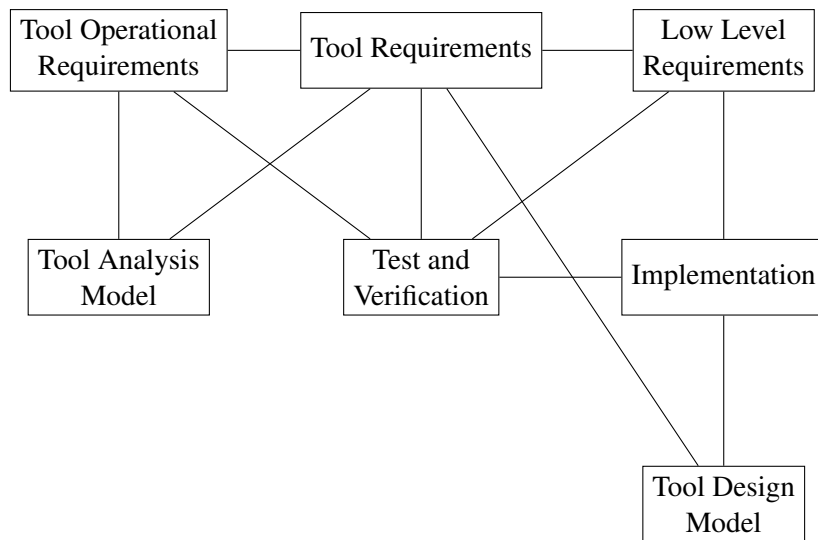 Tool Operational
Requirements
Tool Requirements
Low Level
Requirements
Tool Analysis
Model
Test and
Verification
Implementation
Tool Design
Model